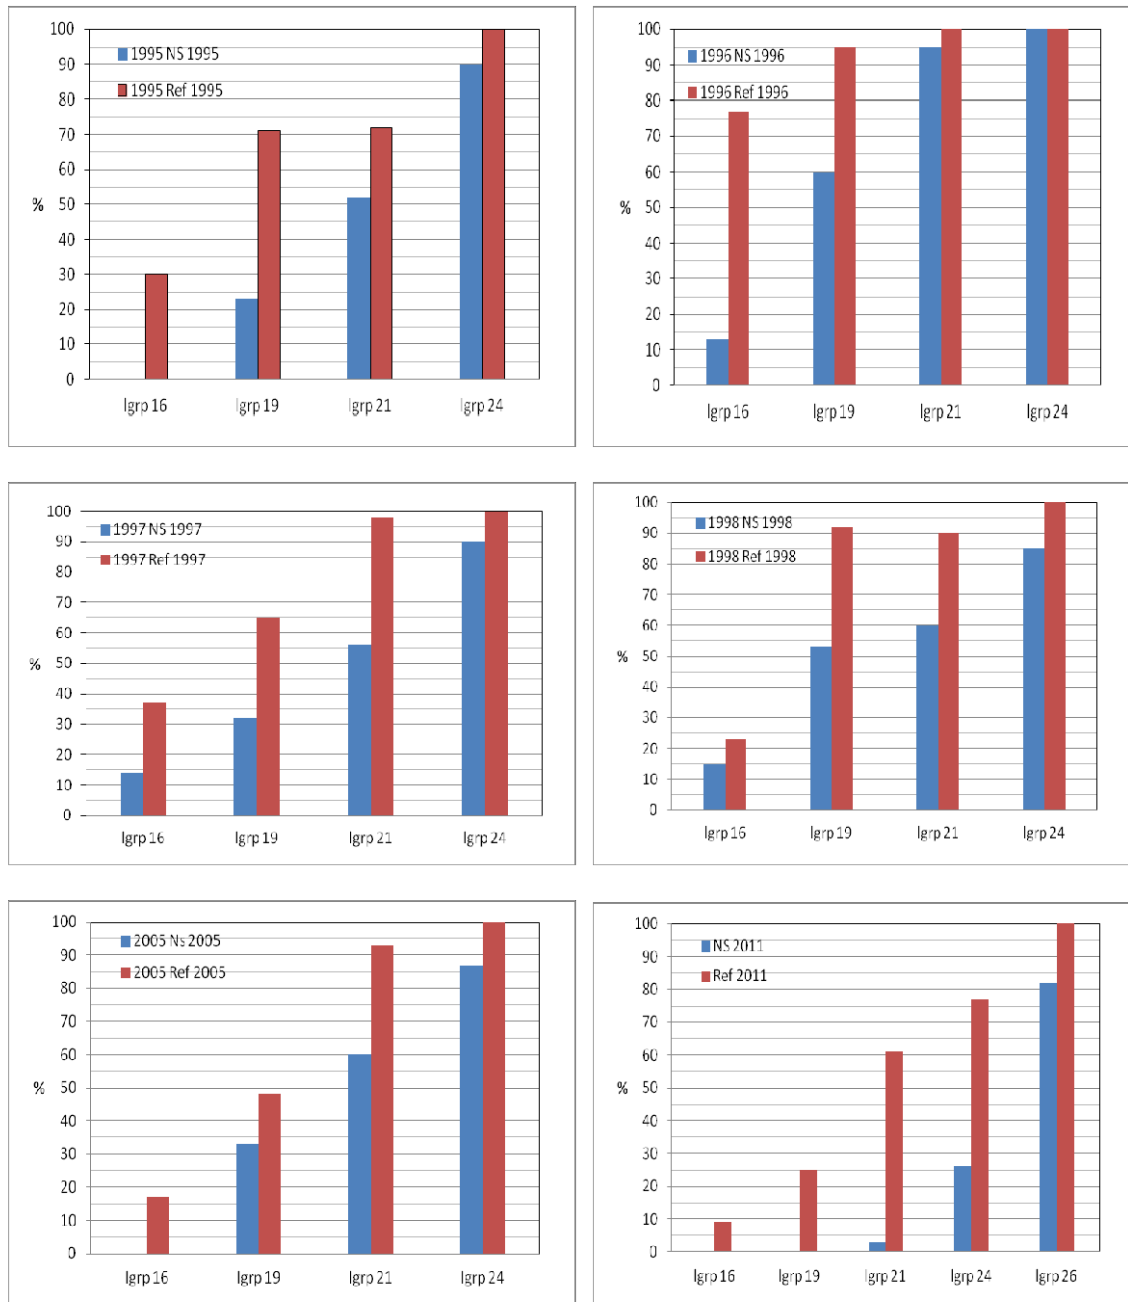 100
90
80
70
60
50
40
30
20
10
0
%
1995 NS 1995
1995 Ref 1995
lgrp 16
lgrp 19
lgrp 21
lgrp 24
100
90
80
70
60
50
40
30
20
10
0
%
1996 NS 1996
1996 Ref 1996
lgrp 16
lgrp 19
lgrp 21
lgrp 24
100
90
80
70
60
50
40
30
20
10
0
%
1997 NS 1997
1997 Ref 1997
lgrp 16
lgrp 19
lgrp 21
lgrp 24
100
90
80
70
60
50
40
30
20
10
0
%
1998 NS 1998
1998 Ref 1998
lgrp 16
lgrp 19
lgrp 21
lgrp 24
100
90
80
70
60
50
40
30
20
10
0
%
2005 Ns 2005
2005 Ref 2005
lgrp 16
lgrp 19
lgrp 21
lgrp 24
100
90
80
70
60
50
40
30
20
10
0
%
NS 2011
Ref 2011
lgrp 16
lgrp 19
lgrp 21
lgrp 24
lgrp 26